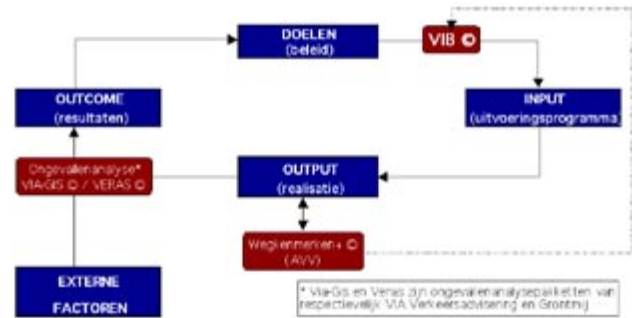 DOELEN
(beleid)
VIB ©
OUTCOME
(resultaten)
INPUT
(uitvoeringsprogramma)
Ongevallenanalyse*
VIA-GIS © / VERAS ©
OUTPUT
(realisatie)
Wegkenmerken+ ©
(AVV)
EXTERNE
FACTOREN
* Via-Gis en Veras zijn ongevallenanalysepakketten van
respectievelijk VIA Verkeersadvisering en Grontmij